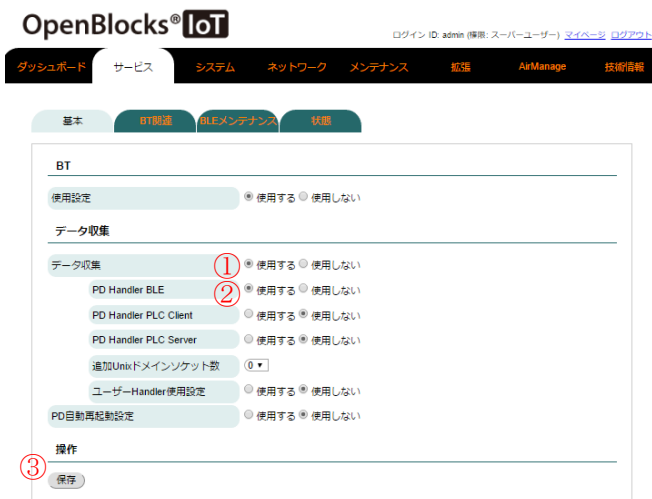 OpenBlocks® IoT
ログイン ID: admin (権限: スーパーユーザー) マイページ ログアウト
ダッシュボード サービス システム ネットワーク メンテナンス 拡張 AirManage 技術情報
基本 BT関連 BLEメンテナンス 状態
BT
使用設定 使用する 使用しない
データ収集
データ収集 ① 使用する 使用しない
PD Handler BLE ② 使用する 使用しない
PD Handler PLC Client 使用する 使用しない
PD Handler PLC Server 使用する 使用しない
追加Unixドメインソケット数 0
ユーザーHandler使用設定 使用する 使用しない
PD自動再起動設定 使用する 使用しない
操作
③ 保存